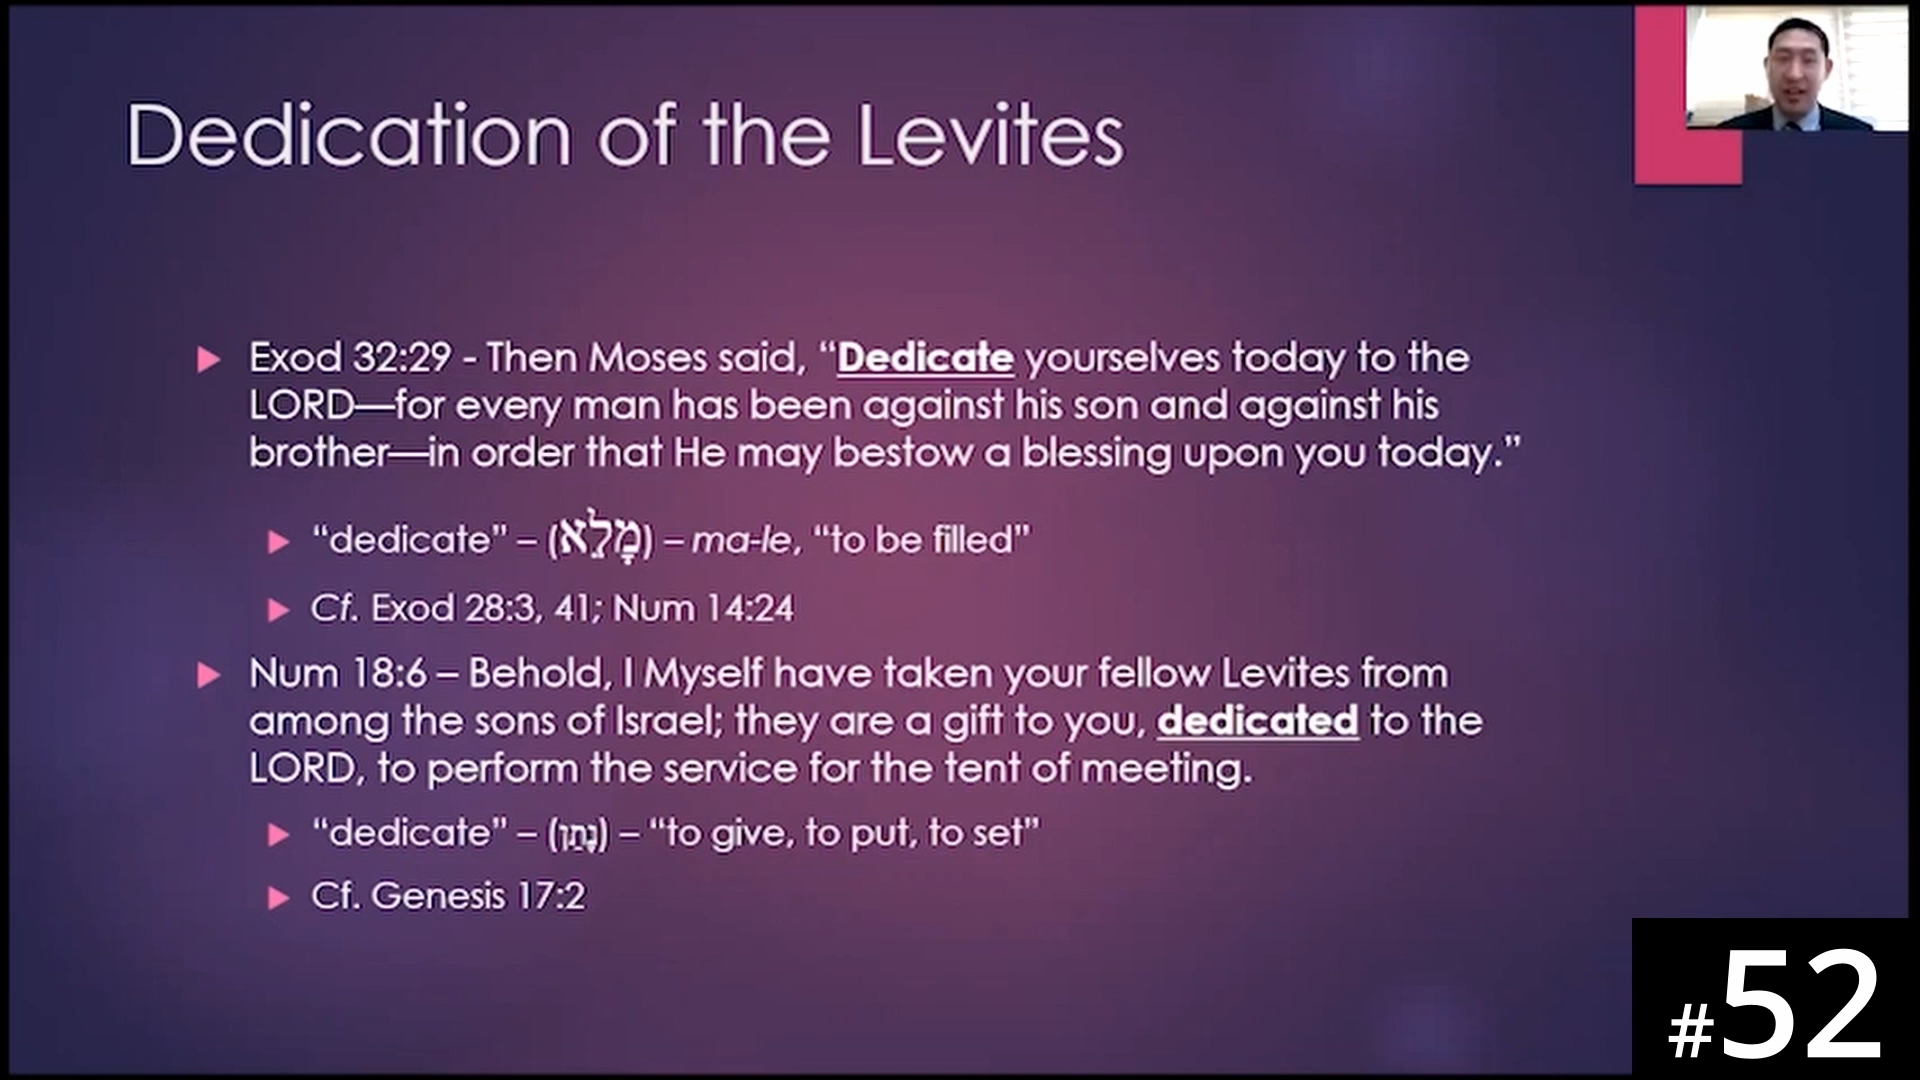 Dedication of the Levites
Exod 32:29 - Then Moses said, “Dedicate yourselves today to the
LORD—for every man has been against his son and against his
brother—in order that He may bestow a blessing upon you today.”
“dedicate” – (מָלֵא) – ma-le, “to be filled”
Cf. Exod 28:3, 41; Num 14:24
Num 18:6 – Behold, I Myself have taken your fellow Levites from
among the sons of Israel; they are a gift to you, dedicated to the
LORD, to perform the service for the tent of meeting.
“dedicate” – (נָתַן) – “to give, to put, to set”
Cf. Genesis 17:2
#52